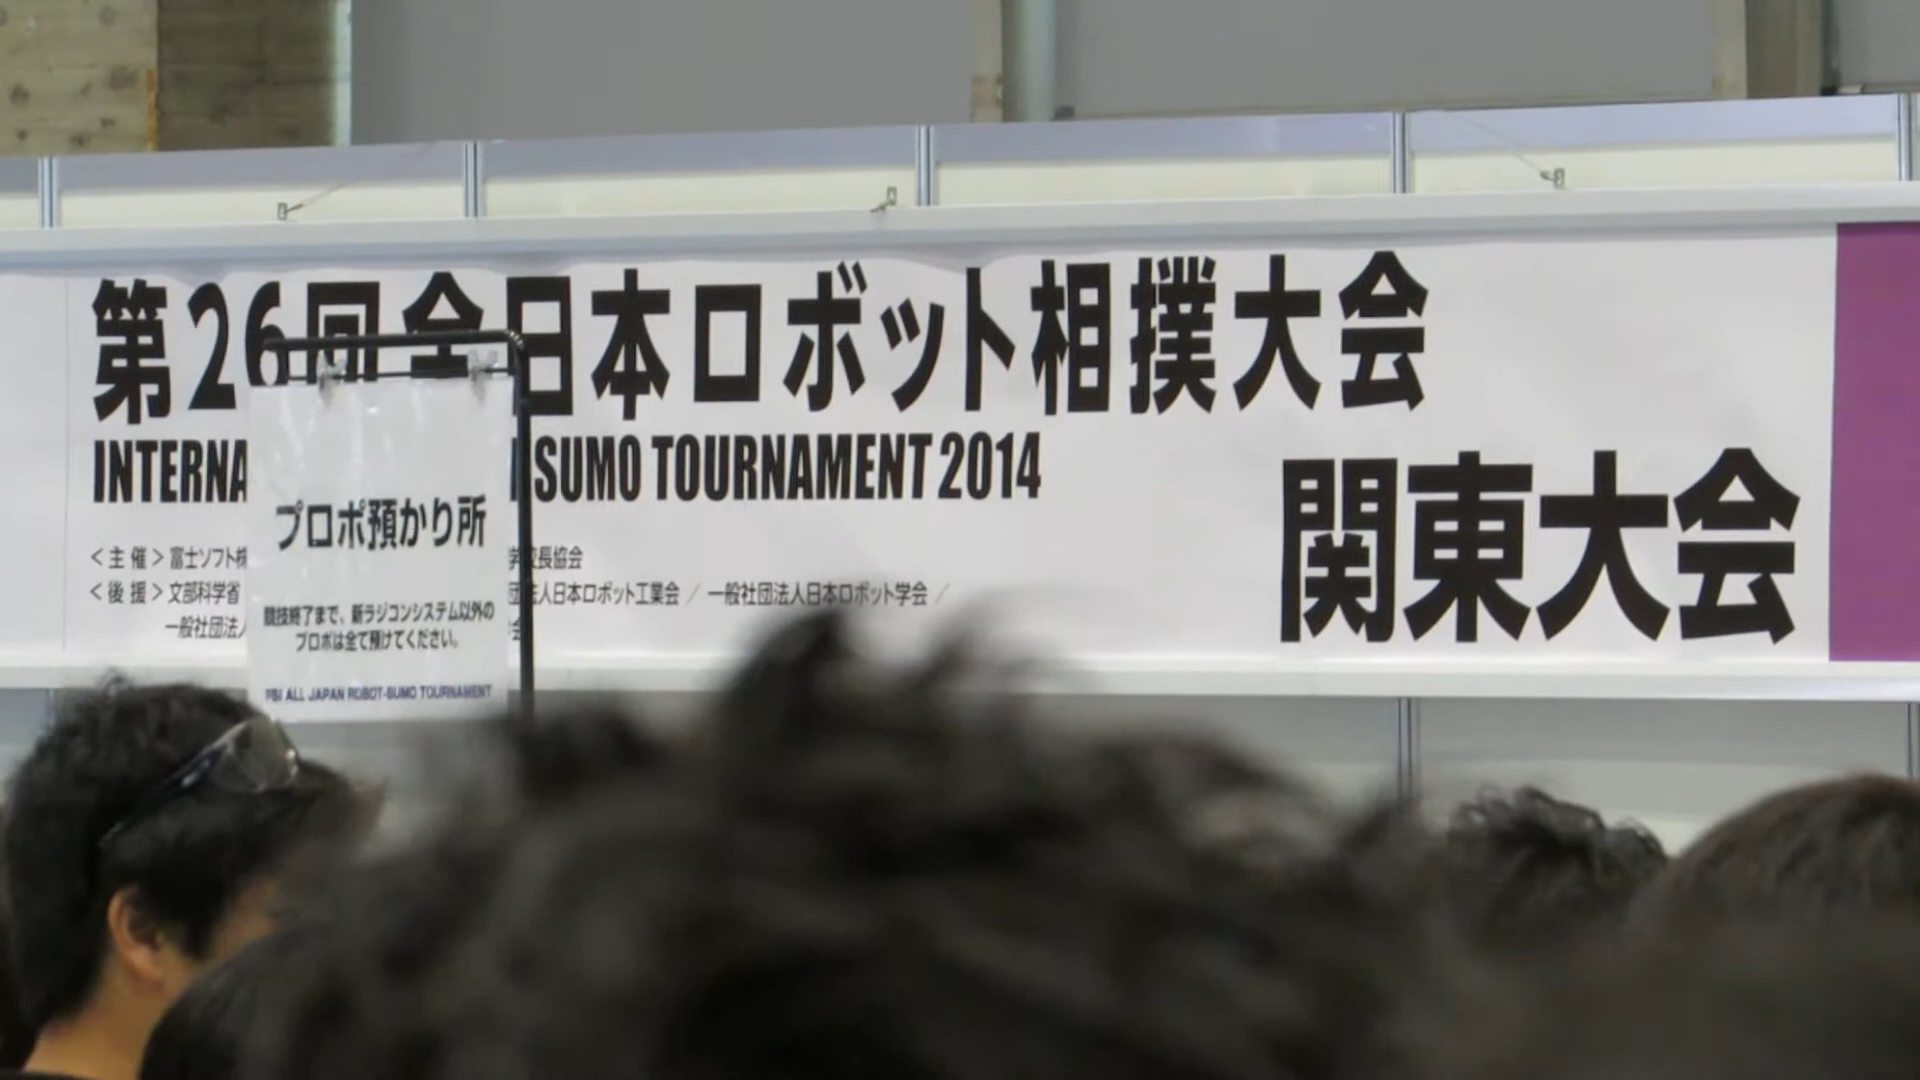 第26回全日本ロボット相撲大会
INTERNA SUMO TOURNAMENT 2014
関東大会
<主催>富士ソフト株 長協会
<後援>文部科学省 人日本ロボット工業会／一般社団法人日本ロボット学会／
一般社団法人
プロポ預かり所
競技終了まで、新ラジコンシステム以外の
プロポは全て預けてください。
FSI ALL JAPAN ROBOT-SUMO TOURNAMENT